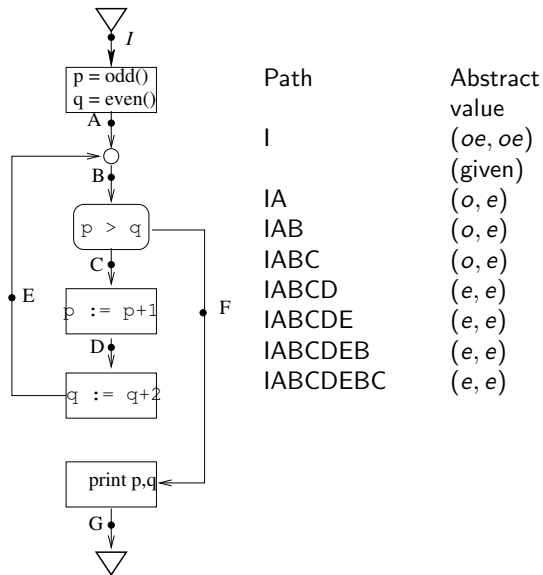 I
p = odd()
q = even()
A
B
p > q
C
E
F
p := p+1
D
q := q+2
print p,q
G
Path Abstract value
I (oe, oe) (given)
IA (o, e)
IAB (o, e)
IABC (o, e)
IABCD (e, e)
IABCDE (e, e)
IABCDEB (e, e)
IABCDEBC (e, e)